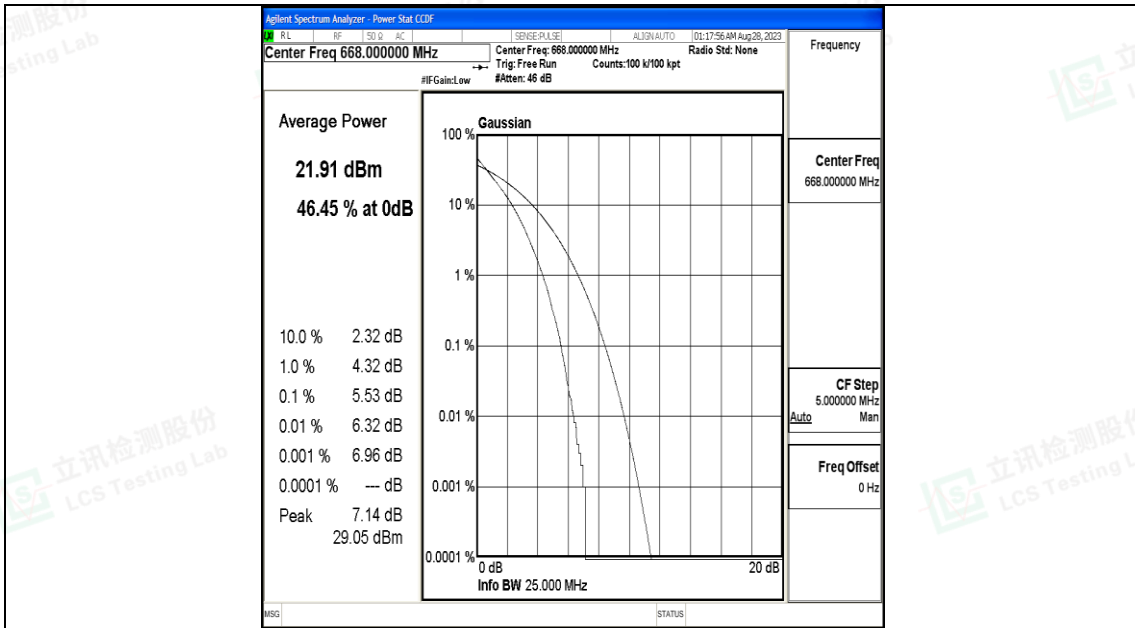 Agilent Spectrum Analyzer - Power Stat CCDF
RL RF 50 Ω AC SENSE:PULSE ALIGN AUTO 01:17:56 AM Aug 28, 2023
Center Freq 668.000000 MHz
Center Freq: 668.000000 MHz Radio Std: None
Trig: Free Run Counts:100 k/100 kpt
#IFGain:Low #Atten: 46 dB
Frequency
Average Power
21.91 dBm
46.45 % at 0dB
10.0 % 2.32 dB
1.0 % 4.32 dB
0.1 % 5.53 dB
0.01 % 6.32 dB
0.001 % 6.96 dB
0.0001 % --- dB
Peak 7.14 dB
29.05 dBm
Gaussian
100 %
10 %
1 %
0.1 %
0.01 %
0.001 %
0.0001 %
0 dB 20 dB
Info BW 25.000 MHz
Center Freq
668.000000 MHz
CF Step
5.000000 MHz
Auto Man
Freq Offset
0 Hz
MSG STATUS
立讯检测股份
LCS Testing Lab
立讯检测股份
LCS Testing L
测股份
esting Lab